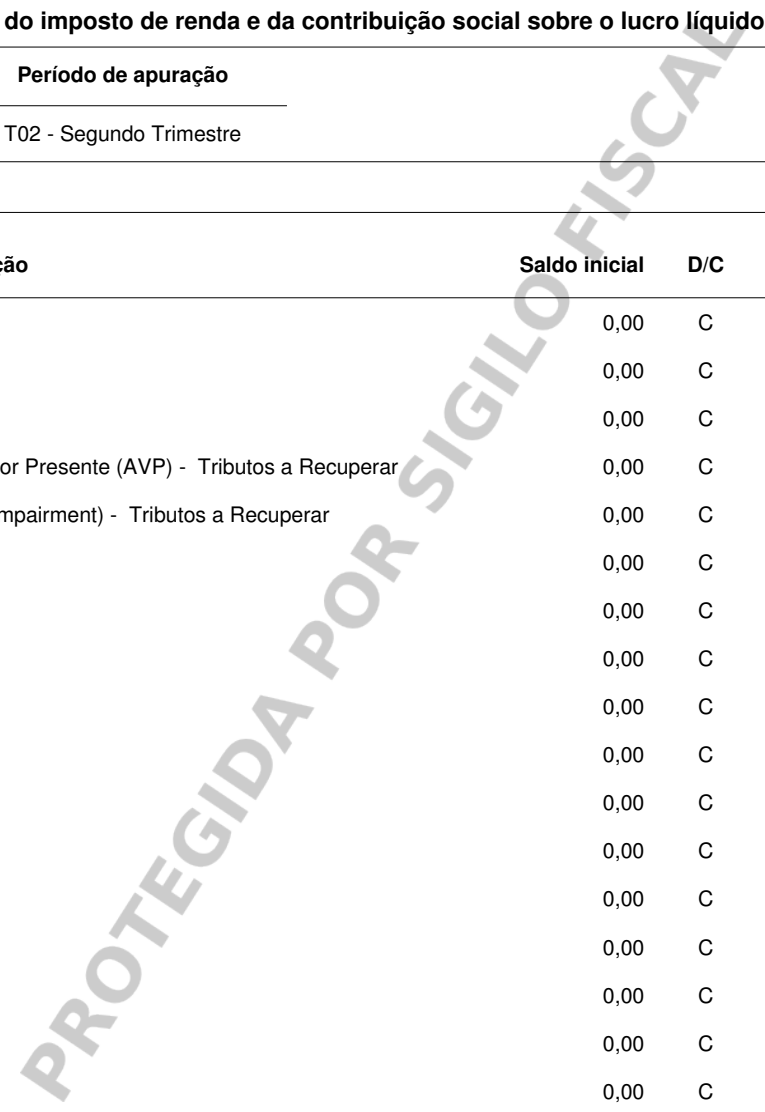 do imposto de renda e da contribuição social sobre o lucro líquido
Período de apuração
T02 - Segundo Trimestre
ção Saldo inicial D/C
0,00 C
0,00 C
0,00 C
or Presente (AVP) - Tributos a Recuperar 0,00 C
mpairment) - Tributos a Recuperar 0,00 C
0,00 C
0,00 C
0,00 C
0,00 C
0,00 C
0,00 C
0,00 C
0,00 C
0,00 C
0,00 C
0,00 C
0,00 C
PROTEGIDA POR SIGILO FISCAL